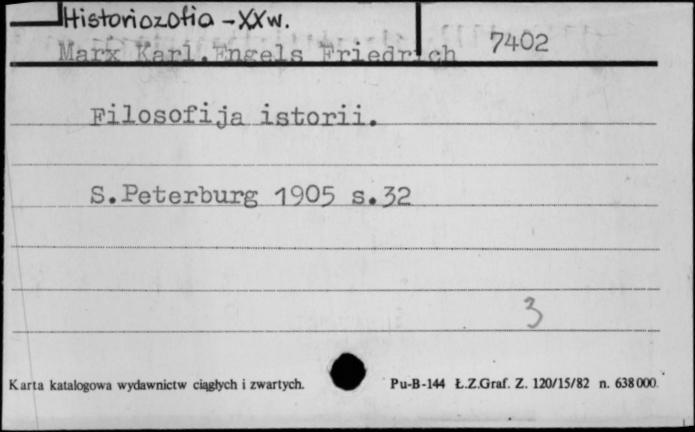 Historiozofia - XX w.
7402
Marx Karl. Engels Friedrich
Filosofija istorii.
S.Peterburg 1905 s.32
3
Karta katalogowa wydawnictw ciągłych i zwartych.
Pu-B-144 Ł.Z.Graf. Z. 120/15/82 n. 638000.